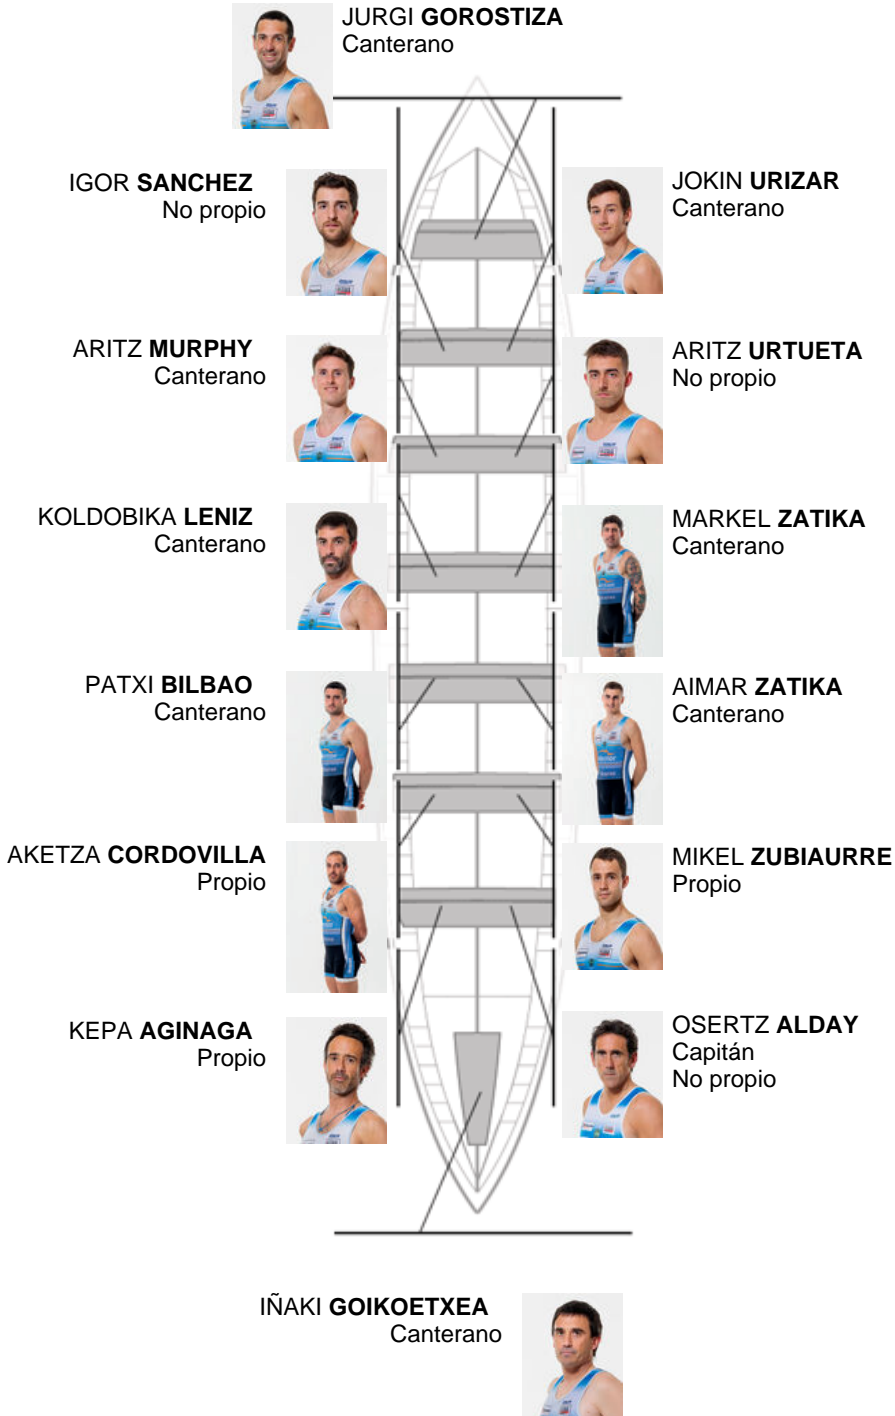 JURGI GOROSTIZA
Canterano
IGOR SANCHEZ
No propio
JOKIN URIZAR
Canterano
ARITZ MURPHY
Canterano
ARITZ URTUETA
No propio
KOLDOBIKA LENIZ
Canterano
MARKEL ZATIKA
Canterano
PATXI BILBAO
Canterano
AIMAR ZATIKA
Canterano
AKETZA CORDOVILLA
Propio
MIKEL ZUBIAURRE
Propio
KEPA AGINAGA
Propio
OSERTZ ALDAY
Capitán
No propio
IÑAKI GOIKOETXEA
Canterano